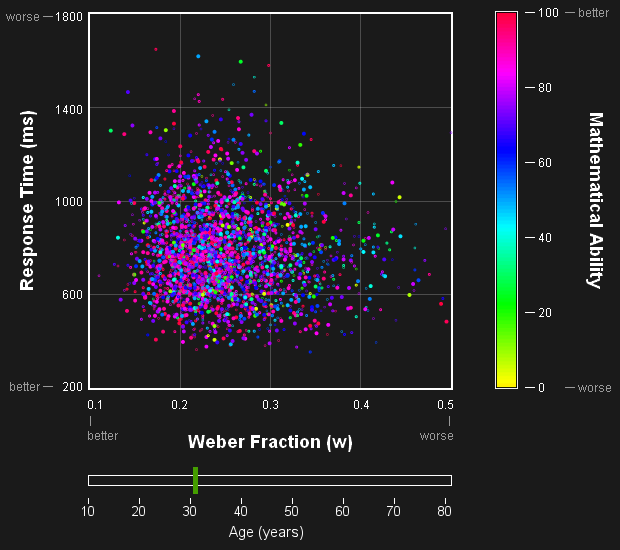 worse 1800
1400
1000
600
better 200
Response Time (ms)
0.1 0.2 0.3 0.4 0.5
better worse
Weber Fraction (w)
10 20 30 40 50 60 70 80
Age (years)
100 better
80
60
40
20
0 worse
Mathematical Ability